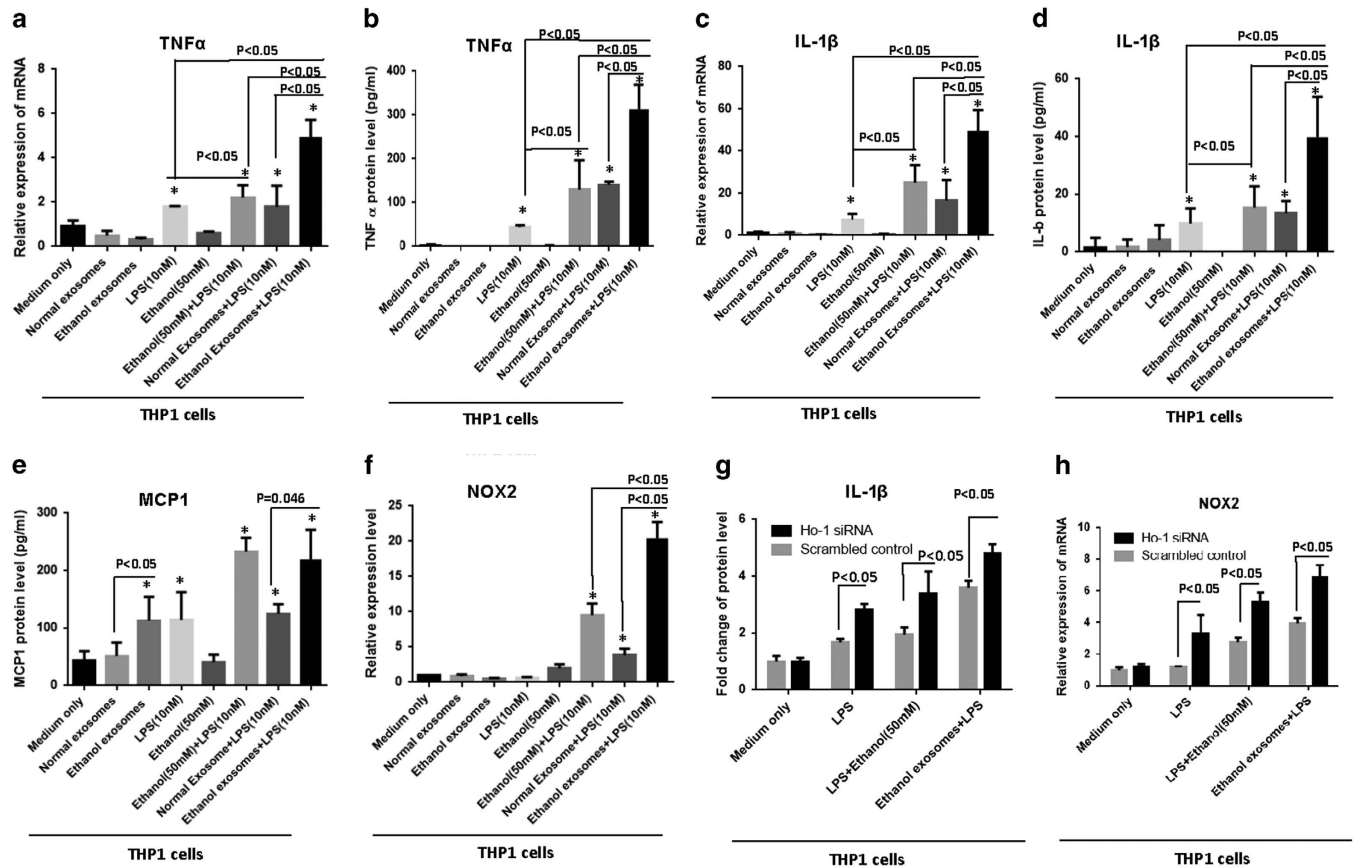 a
TNFα
Relative expression of mRNA
8
6
4
2
0
P<0.05
P<0.05
P<0.05
P<0.05
*
*
*
*
Medium only
Normal exosomes
Ethanol exosomes
LPS(10nM)
Ethanol(50mM)
Ethanol(50mM)+LPS(10nM)
Normal Exosomes+LPS(10nM)
Ethanol Exosomes+LPS(10nM)
THP1 cells
b
TNFα
TNF α protein level (pg/ml)
400
300
200
100
0
P<0.05
P<0.05
P<0.05
P<0.05
*
*
*
*
Medium only
Normal exosomes
Ethanol exosomes
LPS(10nM)
Ethanol(50mM)
Ethanol(50mM)+LPS(10nM)
Normal Exosome+LPS(10nM)
Ethanol Exosomes+LPS(10nM)
THP1 cells
c
IL-1β
Relative expression of mRNA
80
60
40
20
0
P<0.05
P<0.05
P<0.05
P<0.05
*
*
*
*
Medium only
Normal exosomes
Ethanol exosomes
LPS(10nM)
Ethanol(50mM)
Ethanol(50mM)+LPS(10nM)
Normal Exosomes+LPS(10nM)
Ethanol Exosomes+LPS(10nM)
THP1 cells
d
IL-1β
IL-b protein level (pg/ml)
60
40
20
0
P<0.05
P<0.05
P<0.05
P<0.05
*
*
*
*
Medium only
Normal exosomes
Ethanol exosomes
LPS(10nM)
Ethanol(50mM)
Ethanol(50mM)+LPS(10nM)
Normal Exosome+LPS(10nM)
Ethanol exosomes+LPS(10nM)
THP1 cells
e
MCP1
MCP1 protein level (pg/ml)
300
200
100
0
P<0.05
P=0.046
*
*
*
*
*
Medium only
Normal exosomes
Ethanol exosomes
LPS(10nM)
Ethanol(50mM)
Ethanol(50mM)+LPS(10nM)
Normal Exosome+LPS(10nM)
Ethanol exosomes+LPS(10nM)
THP1 cells
f
NOX2
Relative expression level
25
20
15
10
5
0
P<0.05
P<0.05
*
*
*
Medium only
Normal exosomes
Ethanol exosomes
LPS(10nM)
Ethanol(50mM)
Ethanol(50mM)+LPS(10nM)
Normal Exosome+LPS(10nM)
Ethanol exosomes+LPS(10nM)
THP1 cells
g
IL-1β
Fold change of protein level
6
4
2
0
Ho-1 siRNA
Scrambled control
P<0.05
P<0.05
P<0.05
Medium only
LPS
LPS+Ethanol(50mM)
Ethanol exosomes+LPS
THP1 cells
h
NOX2
Relative expression of mRNA
10
8
6
4
2
0
Ho-1 siRNA
Scrambled control
P<0.05
P<0.05
P<0.05
Medium only
LPS
LPS+Ethanol(50mM)
Ethanol exosomes+LPS
THP1 cells